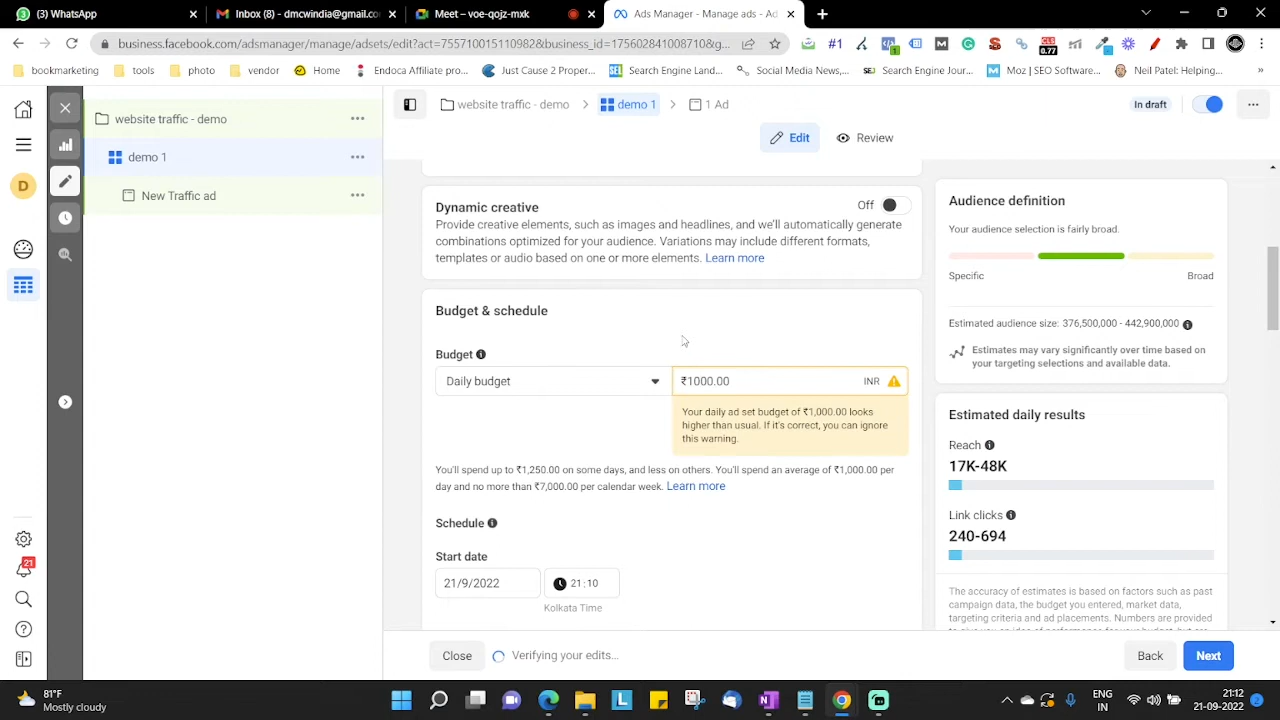 3
WhatsApp
Inbox (8) - dmcwindia@gmail.co
Meet – voe-qojz-mxk
Ads Manager - Manage ads - Ad
business.facebook.com/adsmanager/manage/adsets/edit?act=755710015110982&business_id=1756028410087 10&g...
#1
1
CLS
0.77
bookmarketing
tools
photo
vendor
Home
Endoca Affiliate pro...
Just Cause 2 Proper...
SEJ
Search Engine Land...
Social Media News,...
SEJ
Search Engine Jour...
Moz | SEO Software...
Neil Patel: Helping...
»
D
21
website traffic - demo
demo 1
New Traffic ad
website traffic - demo
demo 1
1 Ad
In draft
Edit
Review
Dynamic creative
Off
Provide creative elements, such as images and headlines, and we'll automatically generate
combinations optimized for your audience. Variations may include different formats,
templates or audio based on one or more elements. Learn more
Budget & schedule
Budget
Daily budget
₹1000.00
INR
Your daily ad set budget of ₹1,000.00 looks
higher than usual. If it's correct, you can ignore
this warning.
You'll spend up to ₹1,250.00 on some days, and less on others. You'll spend an average of ₹1,000.00 per
day and no more than ₹7,000.00 per calendar week. Learn more
Schedule
Start date
21/9/2022
21:10
Kolkata Time
Audience definition
Your audience selection is fairly broad.
Specific
Broad
Estimated audience size: 376,500,000 - 442,900,000
Estimates may vary significantly over time based on
your targeting selections and available data.
Estimated daily results
Reach
17K-48K
Link clicks
240-694
The accuracy of estimates is based on factors such as past
campaign data, the budget you entered, market data,
targeting criteria and ad placements. Numbers are provided
Close
Verifying your edits...
Back
Next
81°F
Mostly cloudy
ENG
IN
21:12
21-09-2022
2